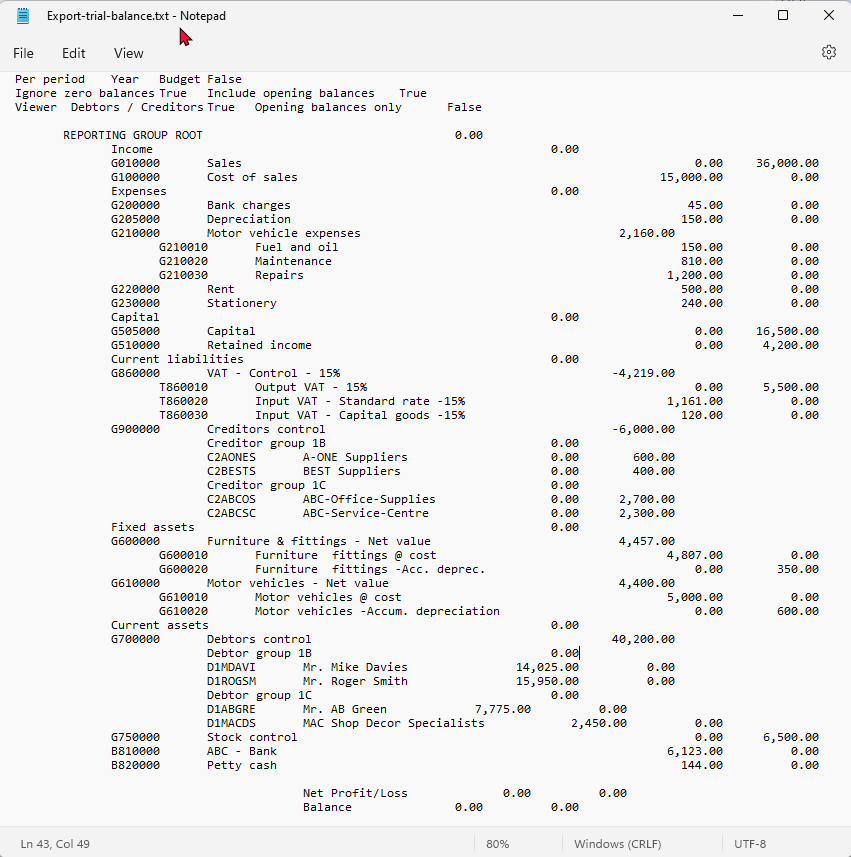 Export-trial-balance.txt - Notepad
File Edit View
Per period Year Budget False
Ignore zero balances True Include opening balances True
Viewer Debtors / Creditors True Opening balances only False
REPORTING GROUP ROOT 0.00
Income 0.00
G010000 Sales 0.00 36,000.00
G100000 Cost of sales 15,000.00 0.00
Expenses 0.00
G200000 Bank charges 45.00 0.00
G205000 Depreciation 150.00 0.00
G210000 Motor vehicle expenses 2,160.00
G210010 Fuel and oil 150.00 0.00
G210020 Maintenance 810.00 0.00
G210030 Repairs 1,200.00 0.00
G220000 Rent 500.00 0.00
G230000 Stationery 240.00 0.00
Capital 0.00
G505000 Capital 0.00 16,500.00
G510000 Retained income 0.00 4,200.00
Current liabilities 0.00
G860000 VAT - Control - 15% -4,219.00
T860010 Output VAT - 15% 0.00 5,500.00
T860020 Input VAT - Standard rate -15% 1,161.00 0.00
T860030 Input VAT - Capital goods -15% 120.00 0.00
G900000 Creditors control -6,000.00
Creditor group 1B 0.00
C2AONES A-ONE Suppliers 0.00 600.00
C2BESTS BEST Suppliers 0.00 400.00
Creditor group 1C 0.00
C2ABCOS ABC-Office-Supplies 0.00 2,700.00
C2ABCSC ABC-Service-Centre 0.00 2,300.00
Fixed assets 0.00
G600000 Furniture & fittings - Net value 4,457.00
G600010 Furniture fittings @ cost 4,807.00 0.00
G600020 Furniture fittings -Acc. deprec. 0.00 350.00
G610000 Motor vehicles - Net value 4,400.00
G610010 Motor vehicles @ cost 5,000.00 0.00
G610020 Motor vehicles -Accum. depreciation 0.00 600.00
Current assets 0.00
G700000 Debtors control 40,200.00
Debtor group 1B 0.00
D1MDAVI Mr. Mike Davies 14,025.00 0.00
D1ROGSM Mr. Roger Smith 15,950.00 0.00
Debtor group 1C 0.00
D1ABGRE Mr. AB Green 7,775.00 0.00
D1MACDS MAC Shop Decor Specialists 2,450.00 0.00
G750000 Stock control 0.00 6,500.00
B810000 ABC - Bank 6,123.00 0.00
B820000 Petty cash 144.00 0.00
Net Profit/Loss 0.00 0.00
Balance 0.00 0.00
Ln 43, Col 49 80% Windows (CRLF) UTF-8